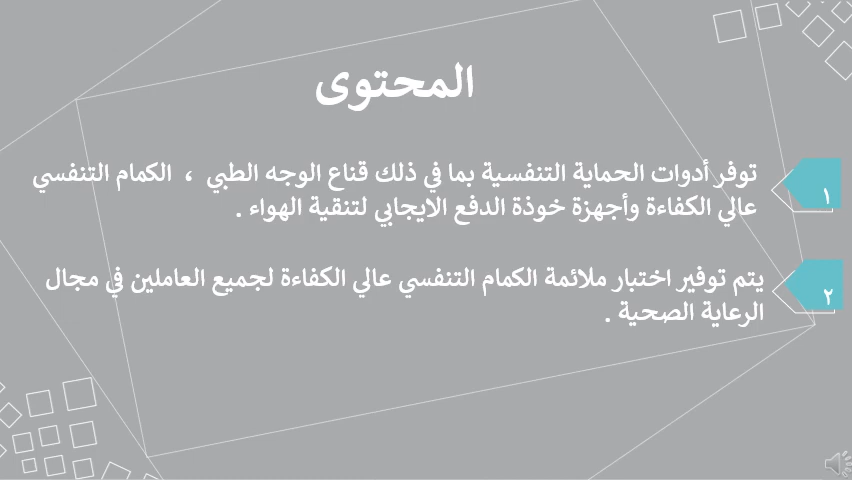 المحتوى
١
توفر أدوات الحماية التنفسية بما في ذلك قناع الوجه الطبي ، الكمام التنفسي
عالي الكفاءة وأجهزة خوذة الدفع الايجابي لتنقية الهواء .
٢
يتم توفير اختبار ملائمة الكمام التنفسي عالي الكفاءة لجميع العاملين في مجال
الرعاية الصحية .